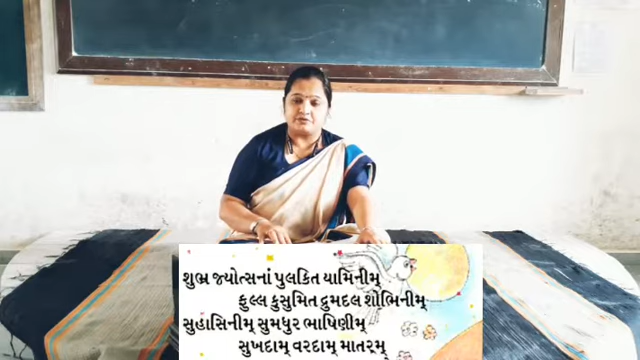 શુભ્ર જ્યોત્સનાં પુલકિત યામિનીમ્
ફુલ્લ કુસુમિત દ્રુમદલ શોભિનીમ્
સુહાસિનીમ્ સુમધુર ભાષિણીમ્
સુખદામ્ વરદામ્ માતરમ્